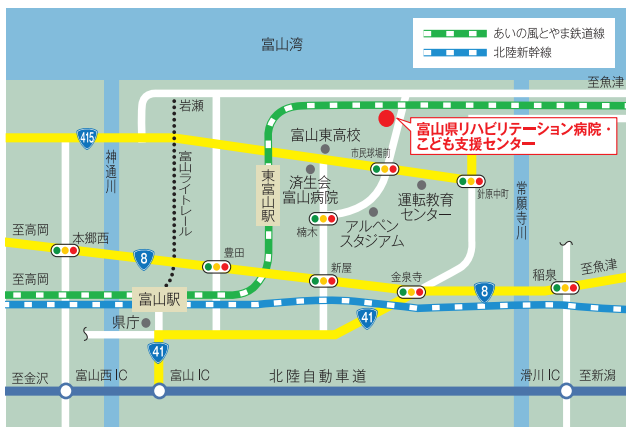 富山湾
あいの風とやま鉄道線
北陸新幹線
至魚津
岩瀬
415
富山東高校
富山県リハビリテーション病院・
こども支援センター
市民球場前
神通川
富山ライトレール
東富山駅
済生会
富山病院
運転教育
センター
針原中町
常願寺川
楠木
アルペン
スタジアム
至高岡
本郷西
8
豊田
新屋
金泉寺
稲泉
至魚津
至高岡
富山駅
8
県庁
41
41
至金沢
富山西IC
富山IC
北陸自動車道
滑川IC
至新潟